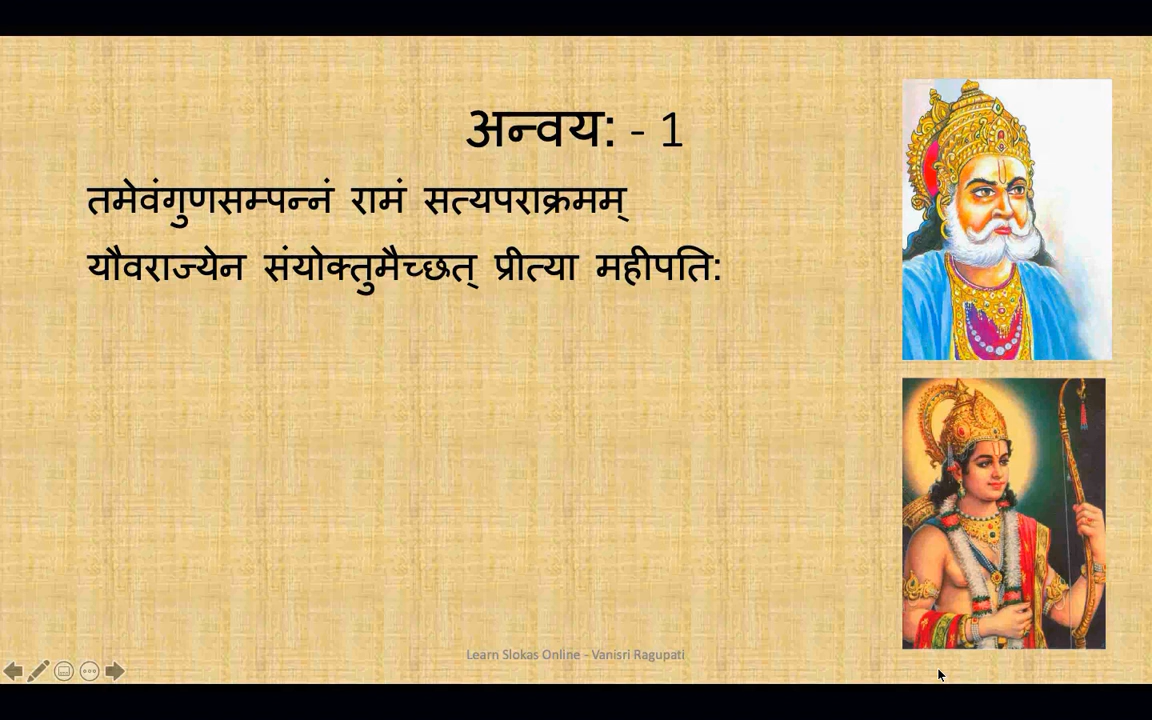 अन्वय: - 1
तमेवंगुणसम्पन्नं रामं सत्यपराक्रमम्
यौवराज्येन संयोक्तुमैच्छत् प्रीत्या महीपति:
Learn Slokas Online - Vanisri Ragupati